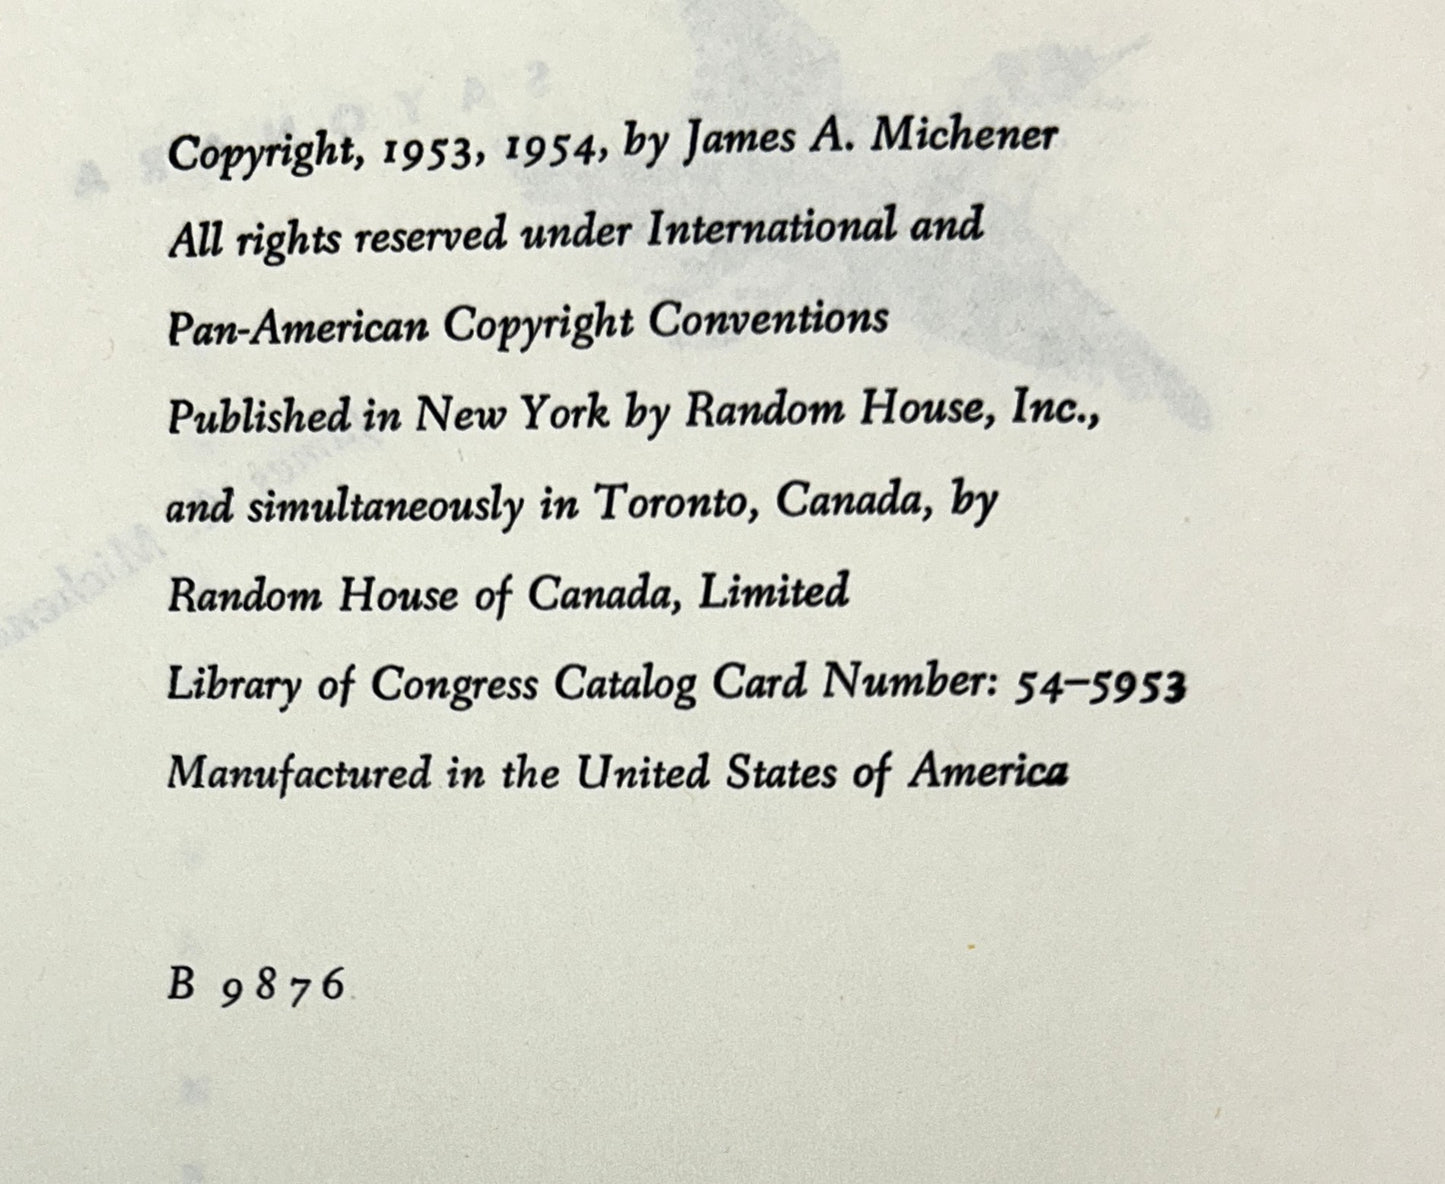 Copyright, 1953, 1954, by James A. Michener
All rights reserved under International and
Pan-American Copyright Conventions
Published in New York by Random House, Inc.,
and simultaneously in Toronto, Canada, by
Random House of Canada, Limited
Library of Congress Catalog Card Number: 54–5953
Manufactured in the United States of America
B 9876